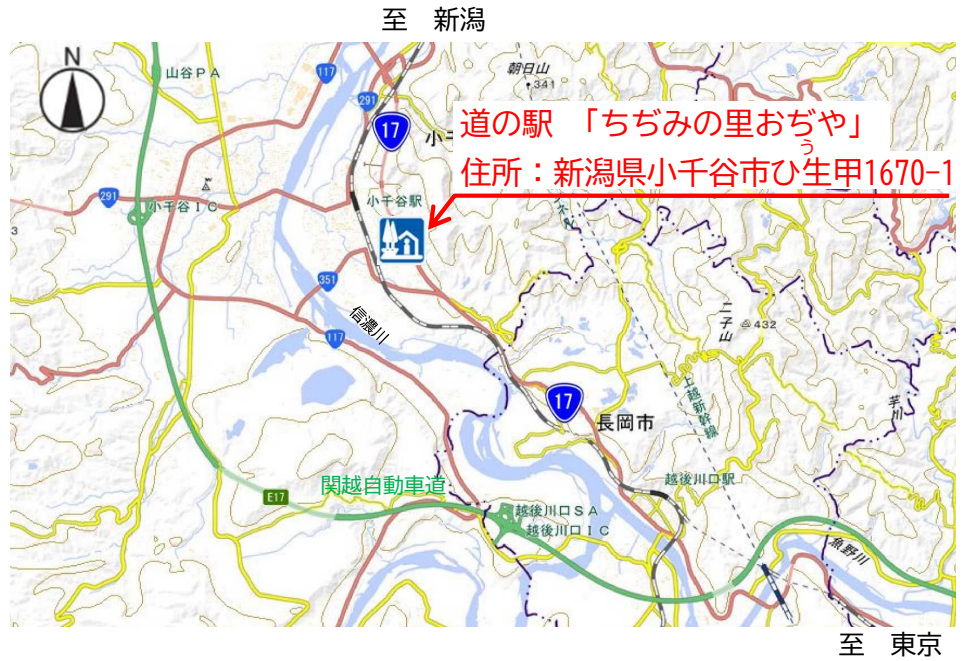 至　新潟
N
山谷PA
117
朝日山
・341
291
17
小千
道の駅　「ちぢみの里おぢや」
う
住所：新潟県小千谷市ひ生甲1670-1
291
小千谷IC
小千谷駅
351
信濃川
117
二子山
432
17
長岡市
上越新幹線
芋川
越後川口駅
関越自動車道
E17
越後川口SA
越後川口IC
魚野川
至　東京